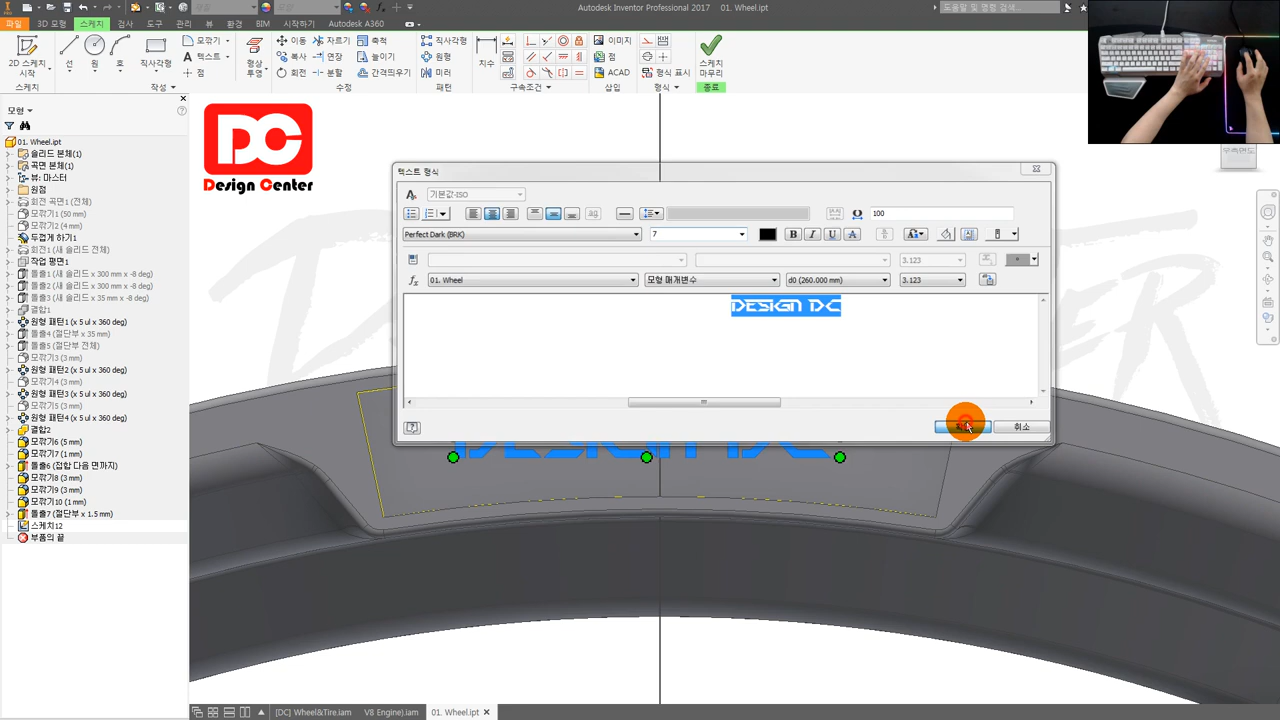 Autodesk Inventor Professional 2017 01. Wheel.jpg
도움말 및 명령 검색...
파일 3D 모형 스케치 검사 도구 관리 뷰 환경 BIM 시작하기 Autodesk A360
2D 스케치 시작
선 원 호 직사각형
모깎기
텍스트
점
형상 투영
이동 자르기 축척
복사 연장 늘이기
회전 분할 간격띄우기
직사각형
원형
미러
치수
이미지
점
ACAD
형식 표시
스케치 마무리
스케치 작성 수정 패턴 구속조건 삽입 형식 종료
모형
01. Wheel.ipt
솔리드 본체(1)
곡면 본체(1)
뷰: 마스터
원점
회전 곡면1 (전체)
모깎기1 (50 mm)
모깎기2 (4 mm)
두껍게 하기1
회전1 (새 솔리드 전체)
작업 평면1
돌출1 (새 솔리드 x 300 mm x -8 deg)
돌출2 (새 솔리드 x 300 mm x -8 deg)
돌출3 (새 솔리드 x 35 mm x -8 deg)
결합1
원형 패턴1 (x 5 ul x 360 deg)
돌출4 (절단부 x 35 mm)
돌출5 (절단부 전체)
모깎기3 (3 mm)
원형 패턴2 (x 5 ul x 360 deg)
모깎기4 (3 mm)
원형 패턴3 (x 5 ul x 360 deg)
모깎기5 (3 mm)
원형 패턴4 (x 5 ul x 360 deg)
결합2
모깎기6 (5 mm)
모깎기7 (1 mm)
돌출6 (접합 다음 면까지)
모깎기8 (3 mm)
모깎기9 (3 mm)
모깎기10 (1 mm)
돌출7 (절단부 x 1.5 mm)
스케치12
부품의 끝
DC
Design Center
텍스트 형식
기본값-ISO
100
Perfect Dark (BRK) 7
B I U A
3.123
01. Wheel 모형 매개변수 d0 (260.000 mm) 3.123
DESIGN DC
취소
DESIGN DC
우측면도
[DC] Wheel&Tire.iam V8 Engine).iam 01. Wheel.ipt